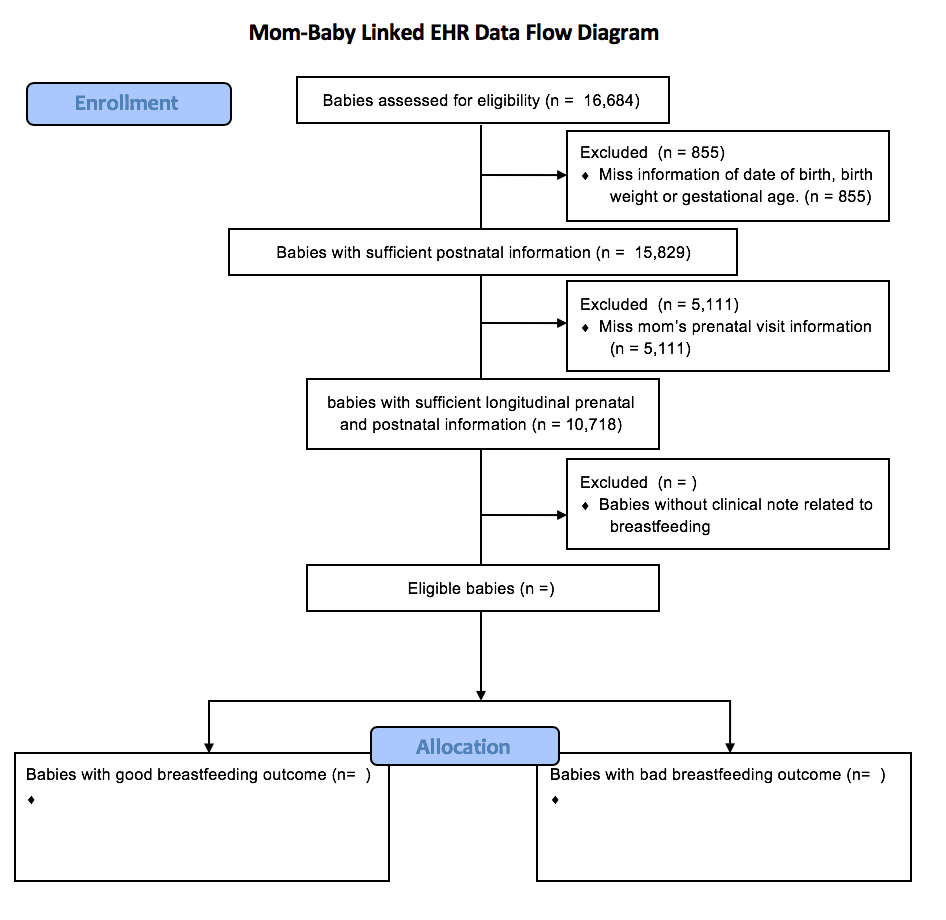 Mom-Baby Linked EHR Data Flow Diagram
Enrollment
Babies assessed for eligibility (n =  16,684)
Excluded  (n = 855)
♦ Miss information of date of birth, birth
weight or gestational age. (n = 855)
Babies with sufficient postnatal information (n =  15,829)
Excluded  (n = 5,111)
♦ Miss mom’s prenatal visit information
(n = 5,111)
babies with sufficient longitudinal prenatal
and postnatal information (n = 10,718)
Excluded  (n = )
♦ Babies without clinical note related to
breastfeeding
Eligible babies (n =)
Allocation
Babies with good breastfeeding outcome (n=  )
♦
Babies with bad breastfeeding outcome (n=  )
♦